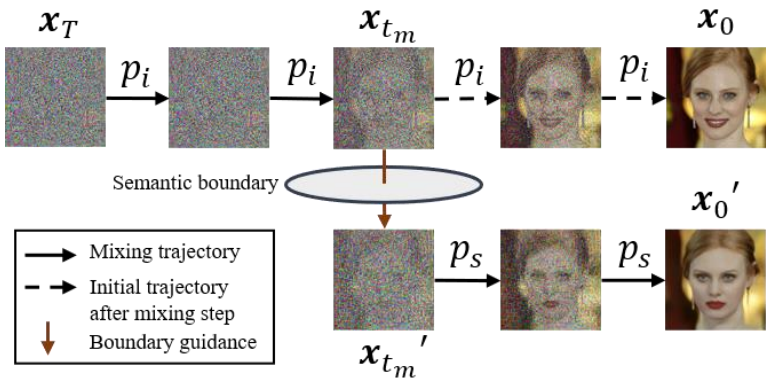 𝒙_T 𝒙_{t_m} 𝒙_0
p_i p_i p_i p_i
Semantic boundary
𝒙_0′
Mixing trajectory
Initial trajectory
after mixing step
Boundary guidance
p_s p_s
𝒙_{t_m}′